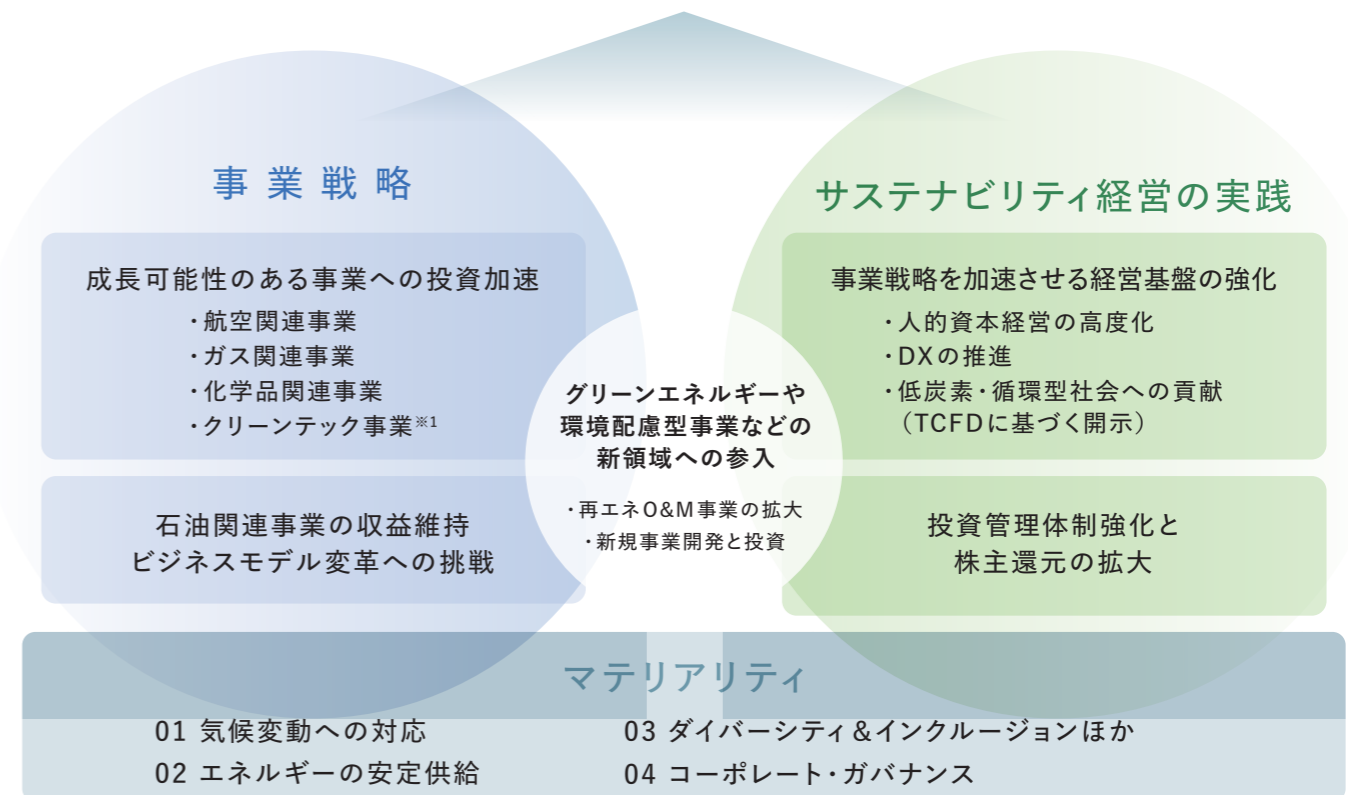 事業戦略
成長可能性のある事業への投資加速
・航空関連事業
・ガス関連事業
・化学品関連事業
・クリーンテック事業※1
石油関連事業の収益維持
ビジネスモデル変革への挑戦
グリーンエネルギーや
環境配慮型事業などの
新領域への参入
・再エネO&M事業の拡大
・新規事業開発と投資
サステナビリティ経営の実践
事業戦略を加速させる経営基盤の強化
・人的資本経営の高度化
・DXの推進
・低炭素・循環型社会への貢献
（TCFDに基づく開示）
投資管理体制強化と
株主還元の拡大
マテリアリティ
01 気候変動への対応
02 エネルギーの安定供給
03 ダイバーシティ&インクルージョンほか
04 コーポレート・ガバナンス